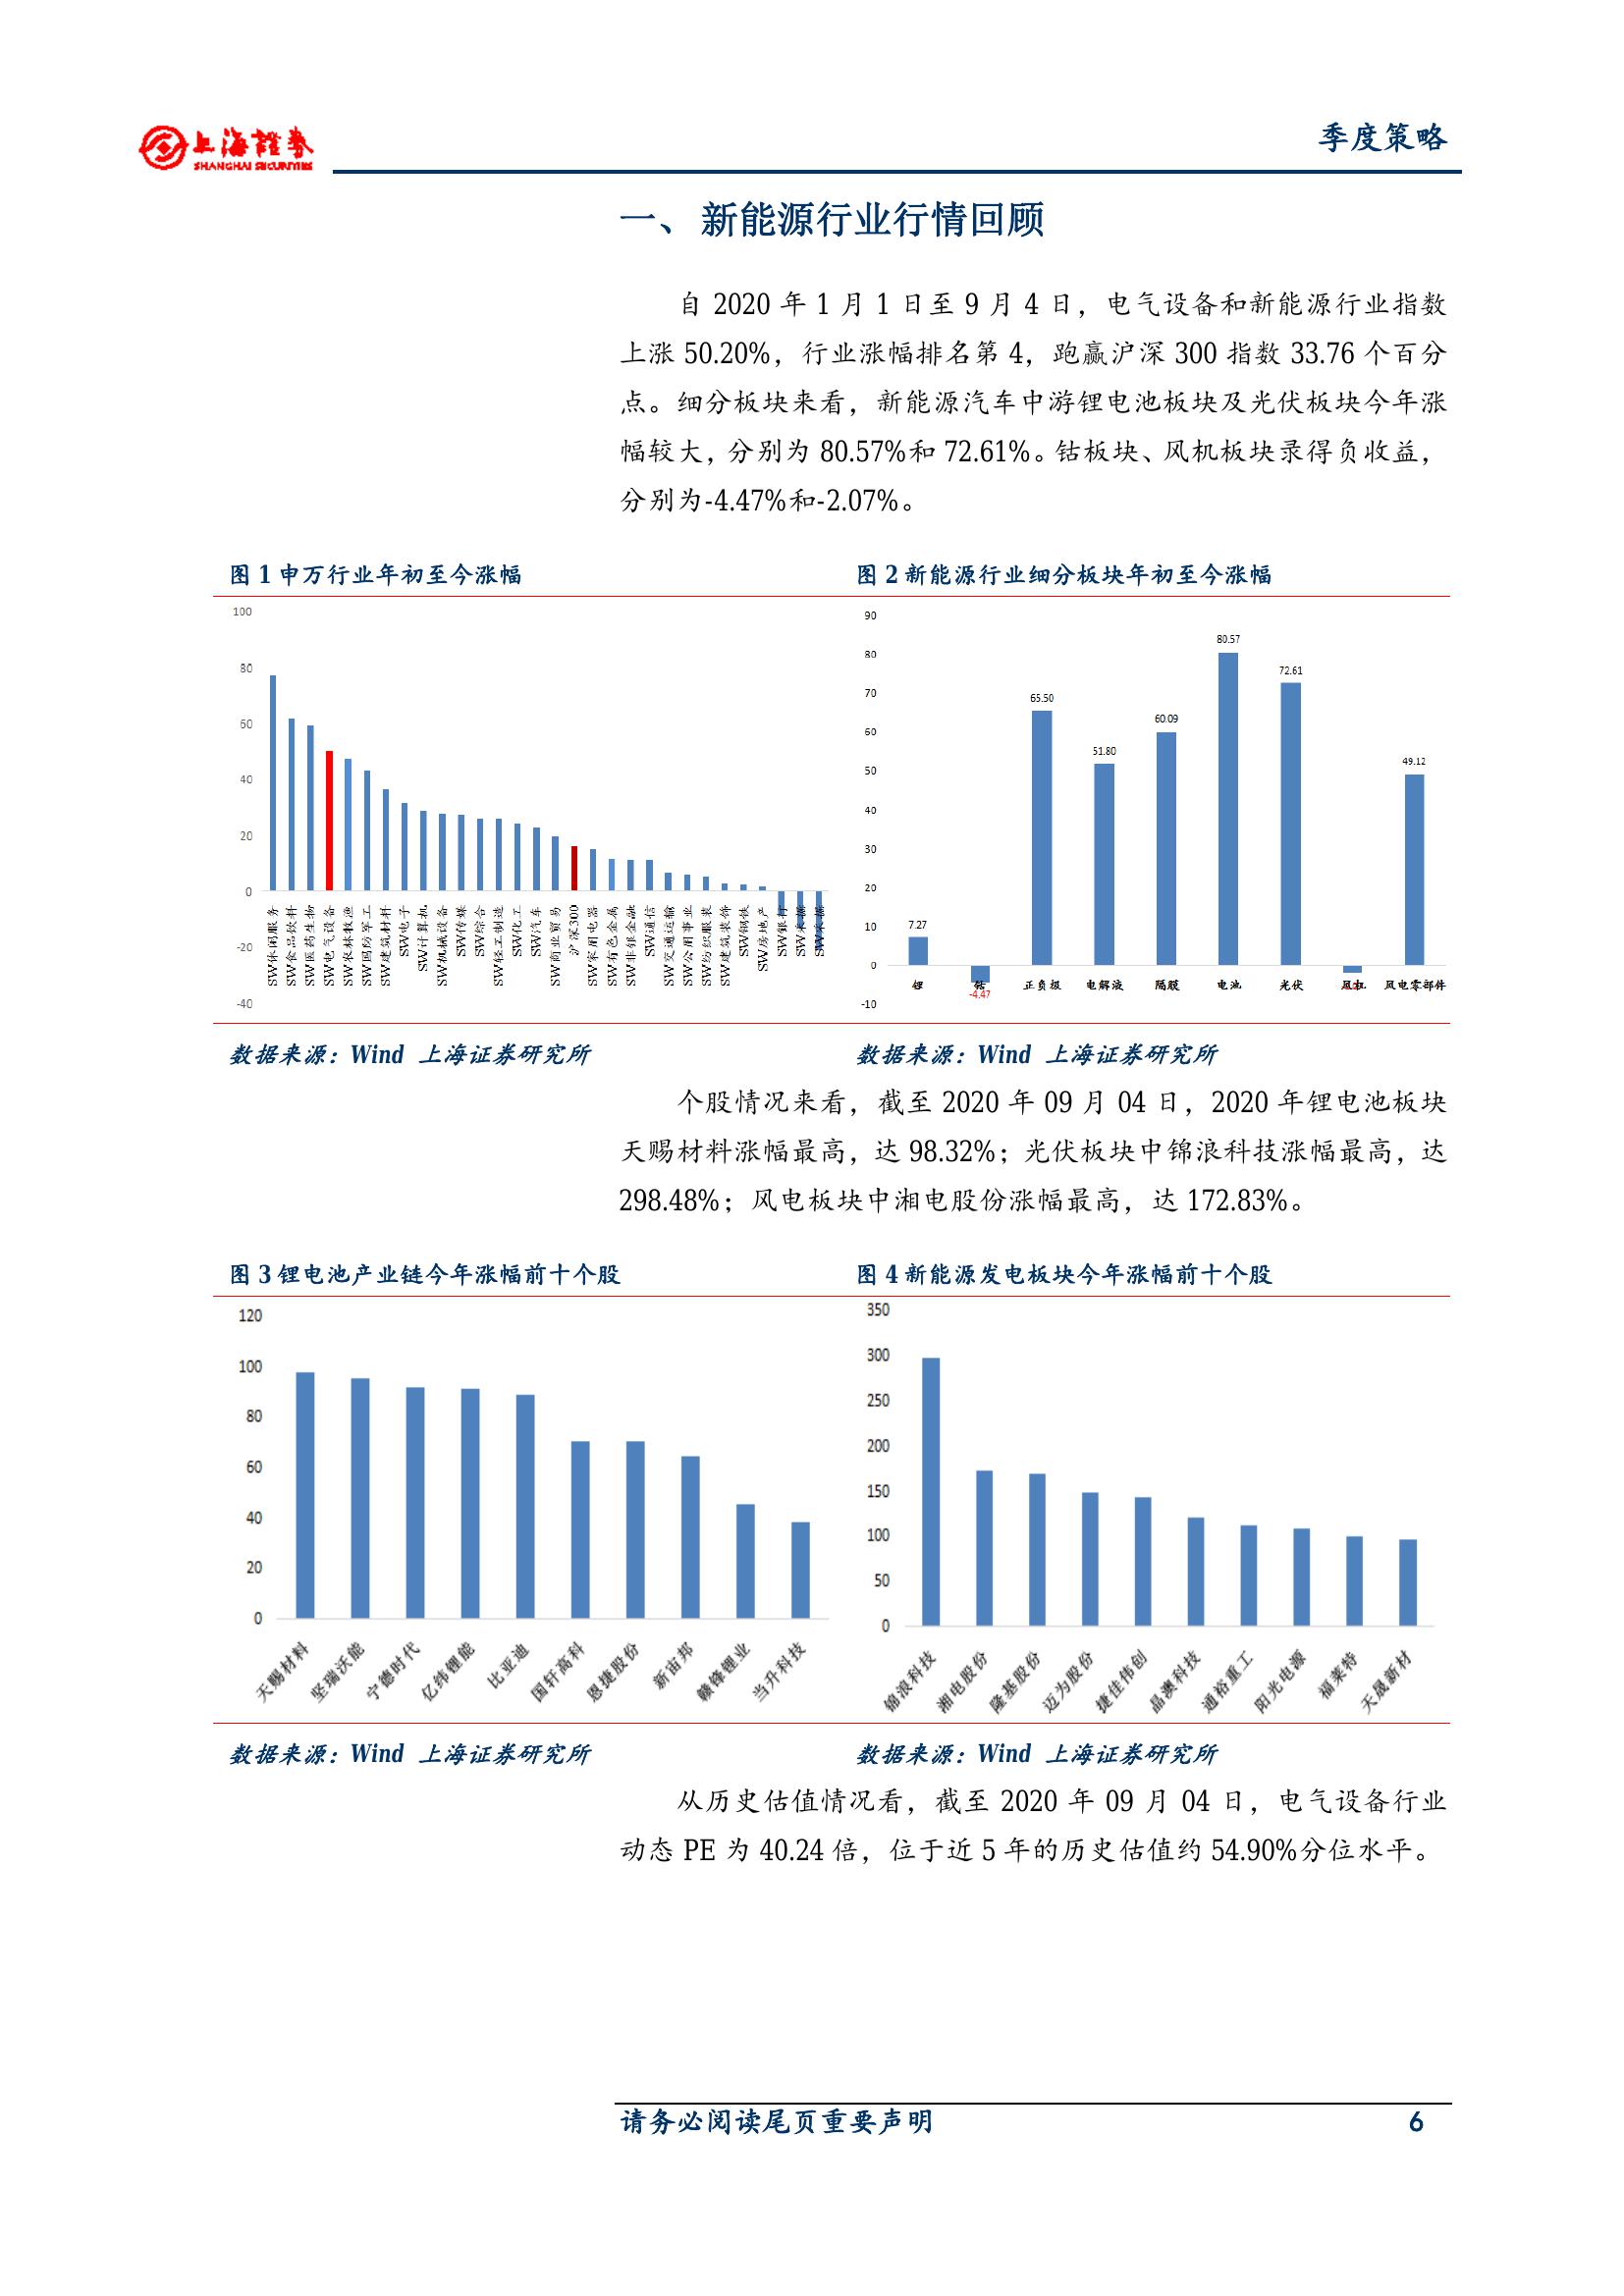 上海證券
SHANGHAI SECURITIES
季度策略
一、 新能源行业行情回顾
自 2020 年 1 月 1 日至 9 月 4 日，电气设备和新能源行业指数
上涨 50.20%，行业涨幅排名第 4，跑赢沪深 300 指数 33.76 个百分
点。细分板块来看，新能源汽车中游锂电池板块及光伏板块今年涨
幅较大，分别为 80.57%和 72.61%。钴板块、风机板块录得负收益，
分别为-4.47%和-2.07%。
图 1 申万行业年初至今涨幅
100
80
60
40
20
0
-20
-40
SW休闲服务
SW食品饮料
SW医药生物
SW电气设备
SW农林牧渔
SW国防军工
SW建筑材料
SW电子
SW计算机
SW机械设备
SW传媒
SW综合
SW轻工制造
SW化工
SW汽车
SW商业贸易
沪深300
SW家用电器
SW有色金属
SW非银金融
SW通信
SW交通运输
SW公用事业
SW纺织服装
SW建筑装饰
SW钢铁
SW房地产
SW银行
SW采掘
SW采掘
图 2 新能源行业细分板块年初至今涨幅
90
80
70
60
50
40
30
20
10
0
-10
7.27
-4.47
65.50
51.80
60.09
80.57
72.61
49.12
锂
钴
正负极
电解液
隔膜
电池
光伏
风机
风电零部件
数据来源：Wind 上海证券研究所
数据来源：Wind 上海证券研究所
个股情况来看，截至 2020 年 09 月 04 日，2020 年锂电池板块
天赐材料涨幅最高，达 98.32%；光伏板块中锦浪科技涨幅最高，达
298.48%；风电板块中湘电股份涨幅最高，达 172.83%。
图 3 锂电池产业链今年涨幅前十个股
120
100
80
60
40
20
0
天赐材料
坚瑞沃能
宁德时代
亿纬锂能
比亚迪
国轩高科
恩捷股份
新宙邦
赣锋锂业
当升科技
图 4 新能源发电板块今年涨幅前十个股
350
300
250
200
150
100
50
0
锦浪科技
湘电股份
隆基股份
迈为股份
捷佳伟创
晶澳科技
通裕重工
阳光电源
福莱特
天晟新材
数据来源：Wind 上海证券研究所
数据来源：Wind 上海证券研究所
从历史估值情况看，截至 2020 年 09 月 04 日，电气设备行业
动态 PE 为 40.24 倍，位于近 5 年的历史估值约 54.90%分位水平。
请务必阅读尾页重要声明
6